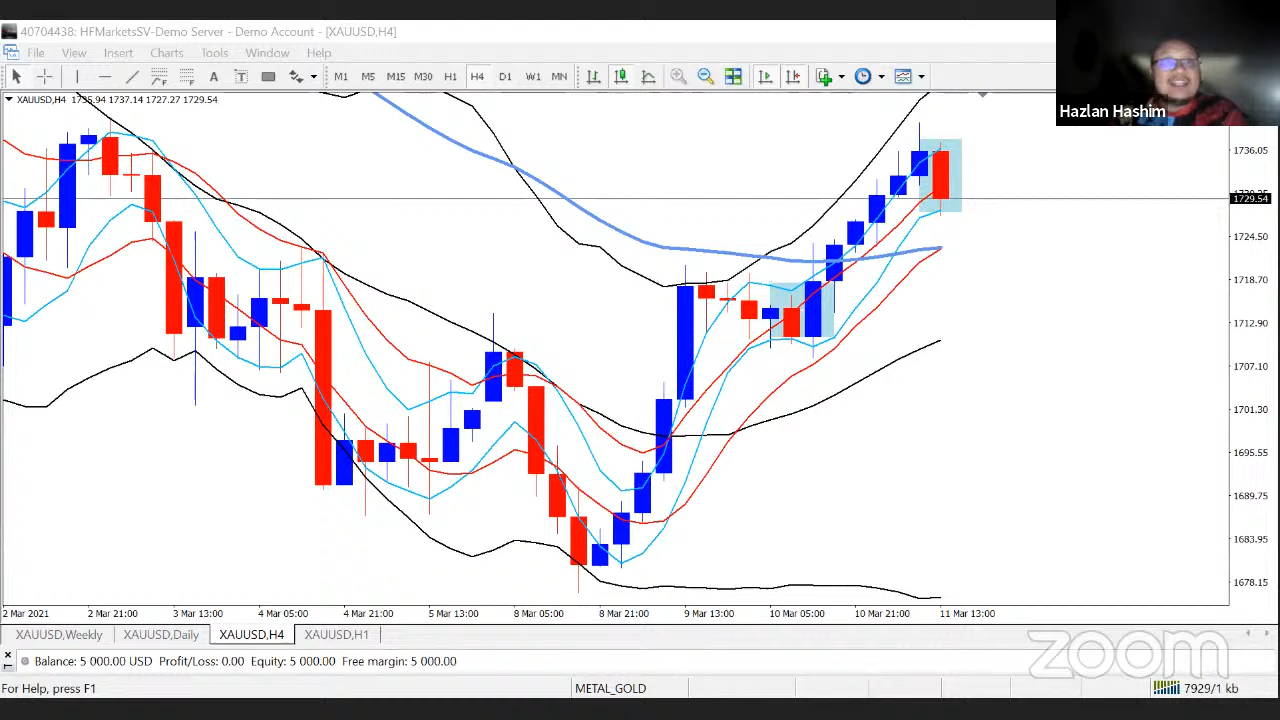 40704438: HFMarketsSV-Demo Server - Demo Account - [XAUUSD,H4]
File View Insert Charts Tools Window Help
M1 M5 M15 M30 H1 H4 D1 W1 MN
XAUUSD,H4 1735.94 1737.14 1727.27 1729.54
Hazlan Hashim
1736.05
1729.54
1724.50
1718.70
1712.90
1707.10
1701.30
1695.55
1689.75
1683.95
1678.15
2 Mar 2021 2 Mar 21:00 3 Mar 13:00 4 Mar 05:00 4 Mar 21:00 5 Mar 13:00 8 Mar 05:00 8 Mar 21:00 9 Mar 13:00 10 Mar 05:00 10 Mar 21:00 11 Mar 13:00
XAUUSD,Weekly XAUUSD,Daily XAUUSD,H4 XAUUSD,H1
Balance: 5 000.00 USD Profit/Loss: 0.00 Equity: 5 000.00 Free margin: 5 000.00
zoom
For Help, press F1 METAL_GOLD 7929/1 kb